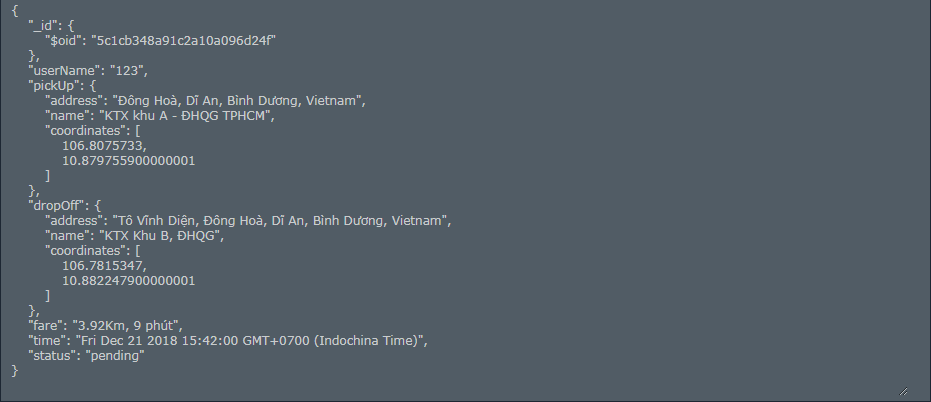 {
"_id": {
"$oid": "5c1cb348a91c2a10a096d24f"
},
"userName": "123",
"pickUp": {
"address": "Đông Hoà, Dĩ An, Bình Dương, Vietnam",
"name": "KTX khu A - ĐHQG TPHCM",
"coordinates": [
106.8075733,
10.879755900000001
]
},
"dropOff": {
"address": "Tô Vĩnh Diện, Đông Hoà, Dĩ An, Bình Dương, Vietnam",
"name": "KTX Khu B, ĐHQG",
"coordinates": [
106.7815347,
10.882247900000001
]
},
"fare": "3.92Km, 9 phút",
"time": "Fri Dec 21 2018 15:42:00 GMT+0700 (Indochina Time)",
"status": "pending"
}